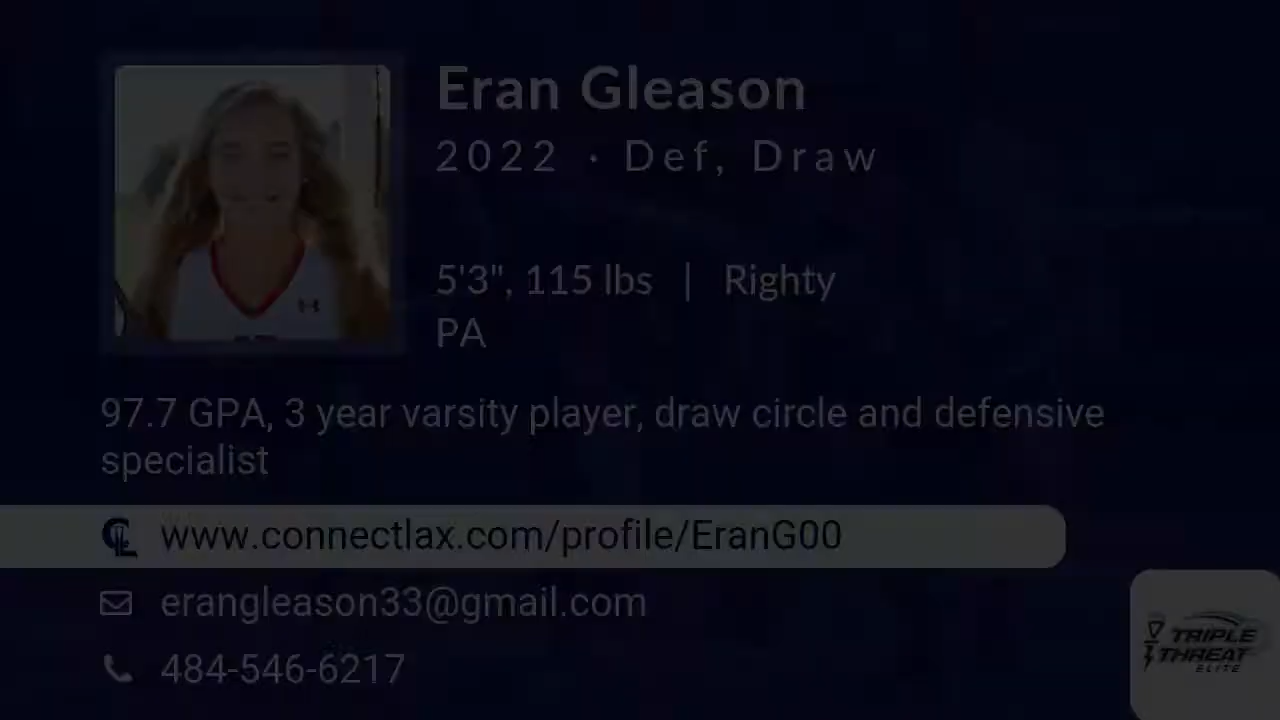 Eran Gleason
2022 · Def, Draw
5'3", 115 lbs | Righty
PA
97.7 GPA, 3 year varsity player, draw circle and defensive
specialist
www.connectlax.com/profile/EranG00
erangleason33@gmail.com
484-546-6217
TRIPLE
THREAT
ELITE